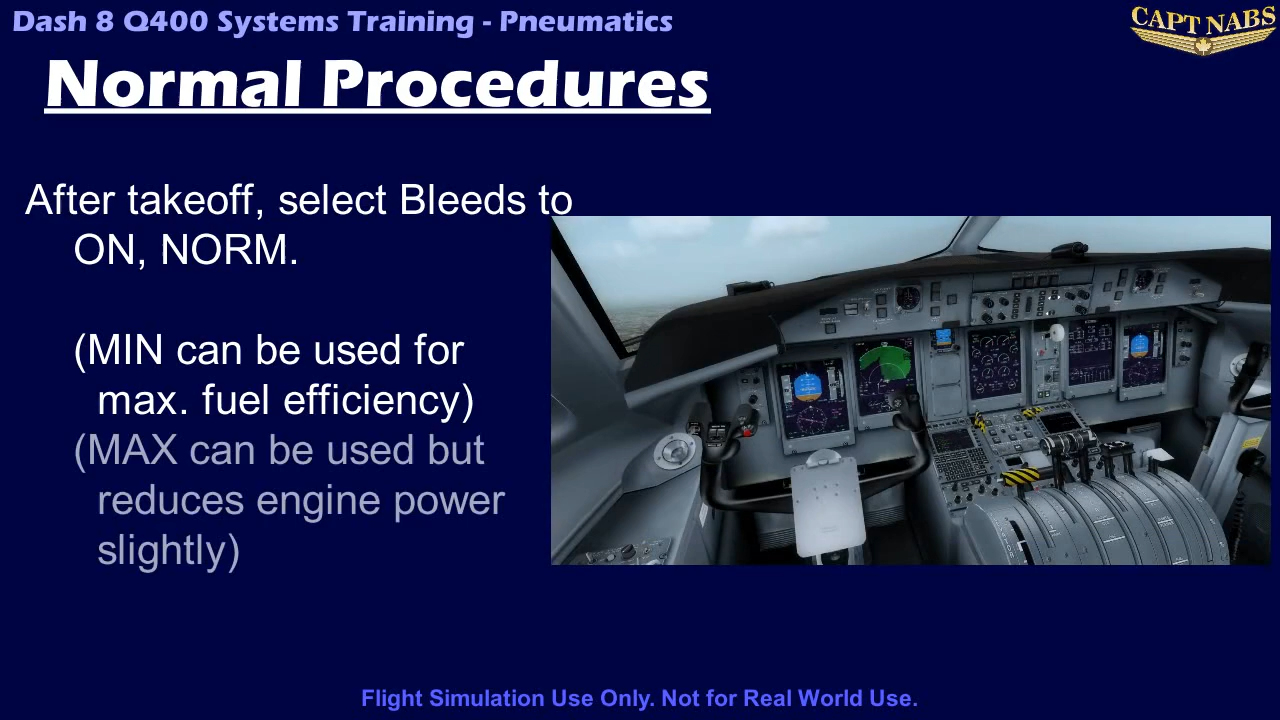 Dash 8 Q400 Systems Training - Pneumatics
CAPT NABS
Normal Procedures
After takeoff, select Bleeds to
ON, NORM.
(MIN can be used for
max. fuel efficiency)
(MAX can be used but
reduces engine power
slightly)
Flight Simulation Use Only. Not for Real World Use.